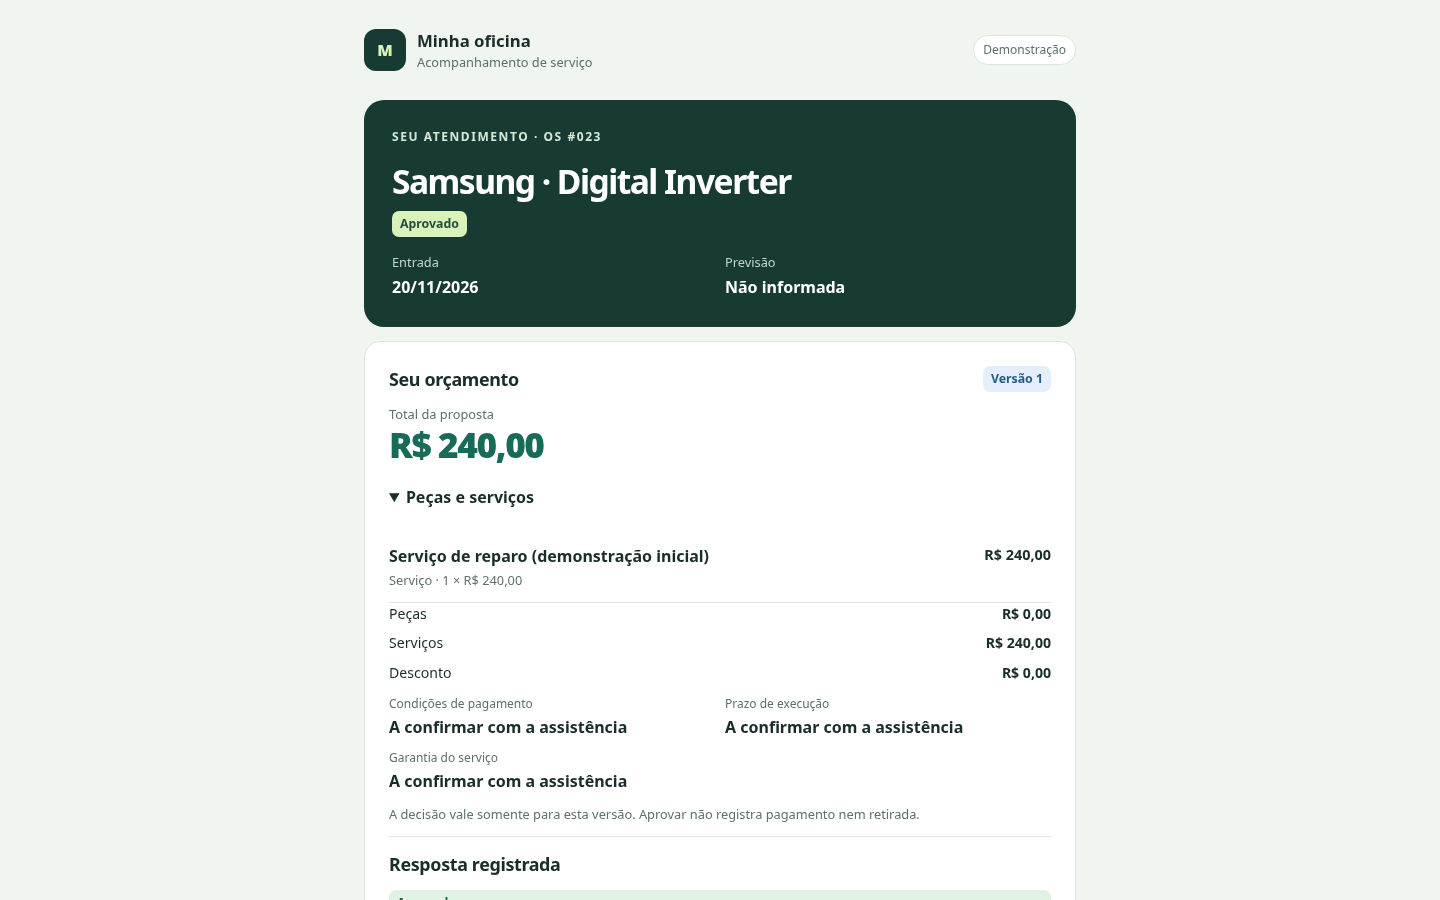 M
Minha oficina
Acompanhamento de serviço
Demonstração
SEU ATENDIMENTO · OS #023
Samsung · Digital Inverter
Aprovado
Entrada
20/11/2026
Previsão
Não informada
Seu orçamento
Versão 1
Total da proposta
R$ 240,00
Peças e serviços
Serviço de reparo (demonstração inicial)
R$ 240,00
Serviço · 1 × R$ 240,00
Peças
R$ 0,00
Serviços
R$ 240,00
Desconto
R$ 0,00
Condições de pagamento
A confirmar com a assistência
Prazo de execução
A confirmar com a assistência
Garantia do serviço
A confirmar com a assistência
A decisão vale somente para esta versão. Aprovar não registra pagamento nem retirada.
Resposta registrada